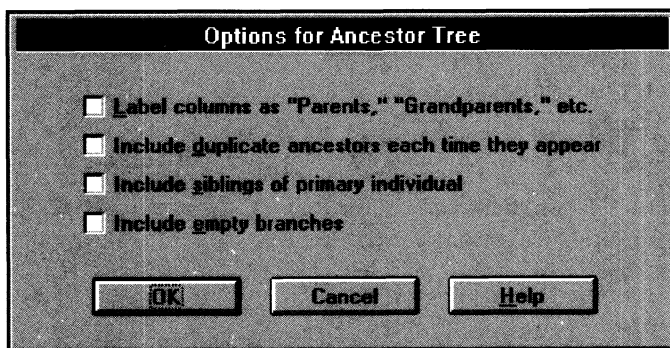 Options for Ancestor Tree
Label columns as "Parents," "Grandparents," etc.
Include duplicate ancestors each time they appear
Include siblings of primary individual
Include empty branches
OK Cancel Help